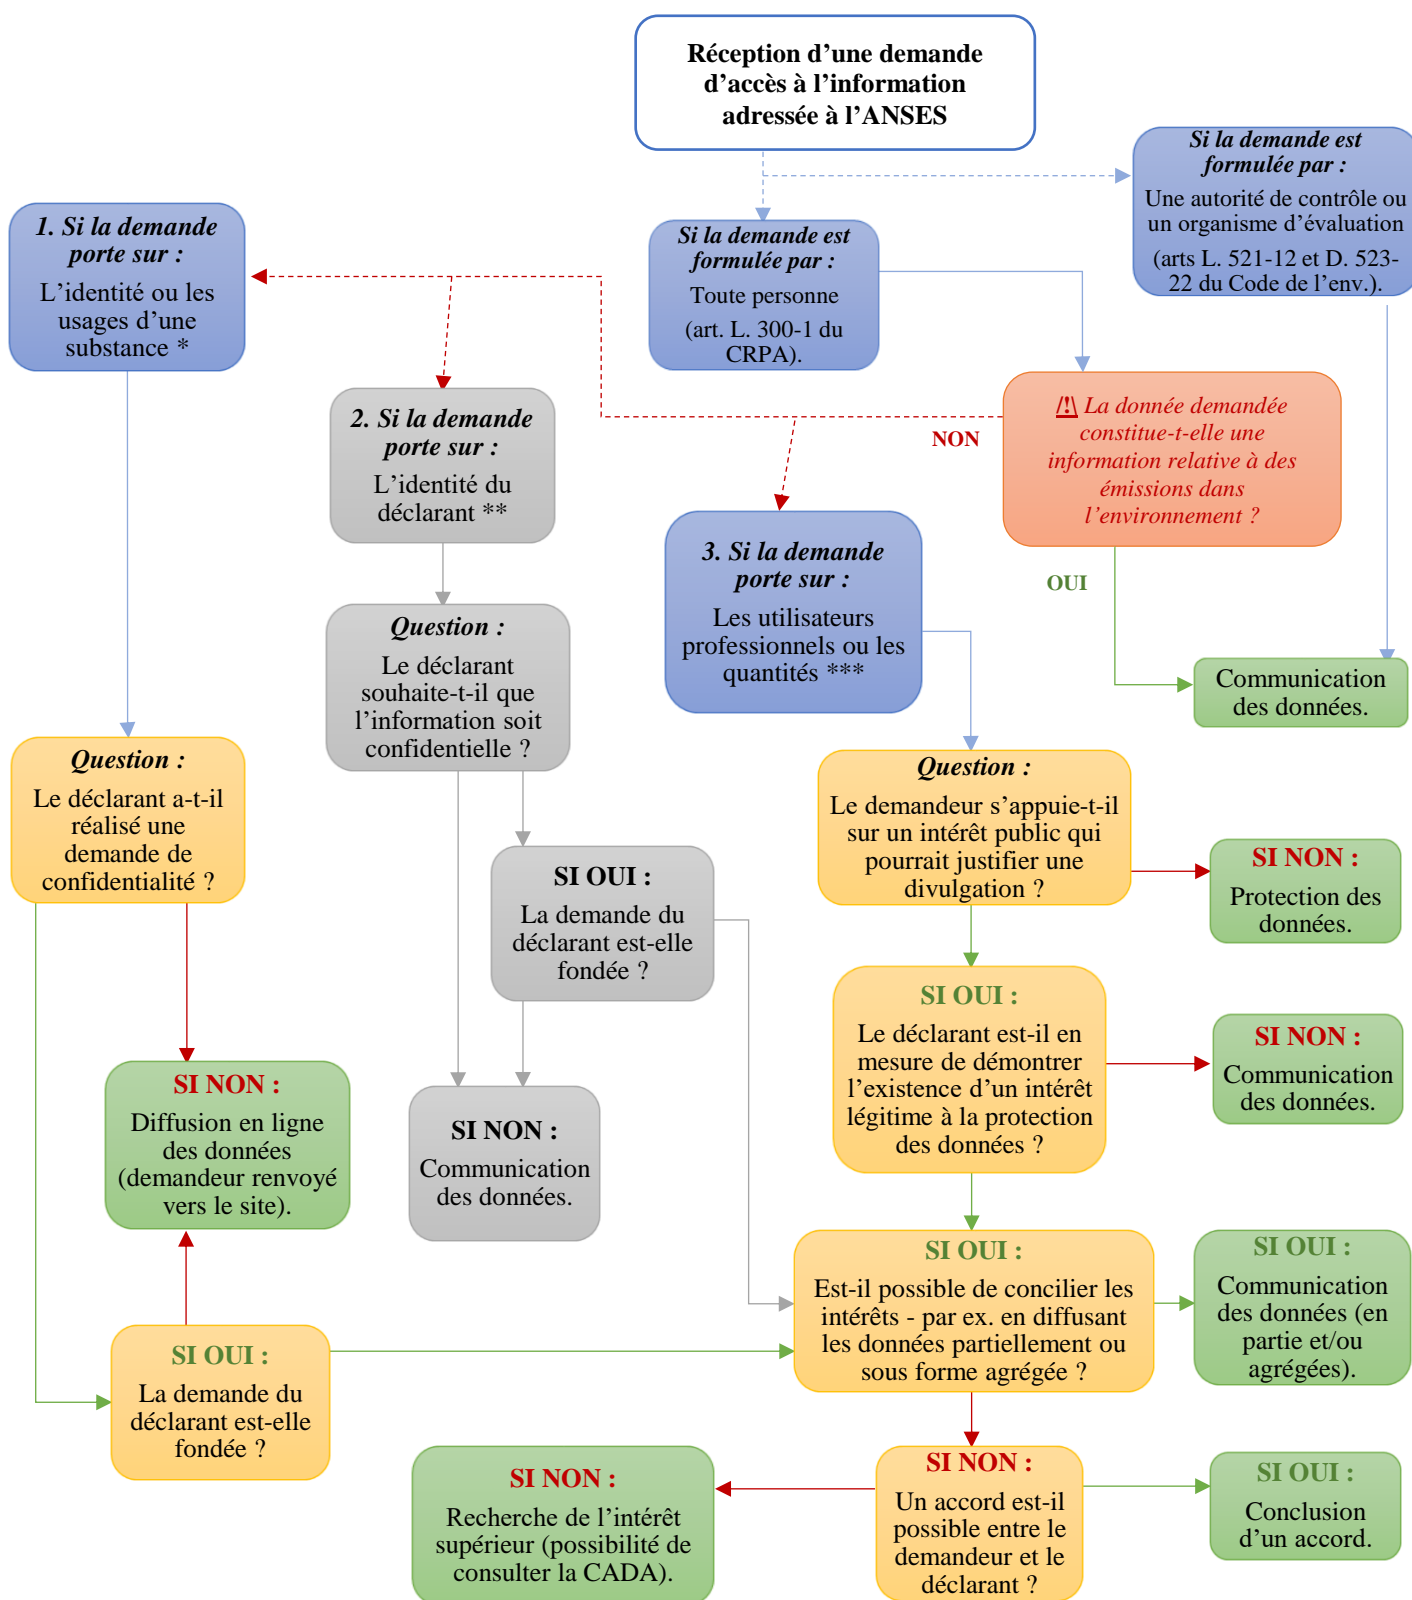 Réception d’une demande
d’accès à l’information
adressée à l’ANSES
Si la demande est
formulée par :
Une autorité de contrôle ou
un organisme d’évaluation
(arts L. 521-12 et D. 523-
22 du Code de l’env.).
Si la demande est
formulée par :
Toute personne
(art. L. 300-1 du
CRPA).
1. Si la demande
porte sur :
L’identité ou les
usages d’une
substance *
/!\ La donnée demandée
constitue-t-elle une
information relative à des
émissions dans
l’environnement ?
NON
OUI
2. Si la demande
porte sur :
L’identité du
déclarant **
3. Si la demande
porte sur :
Les utilisateurs
professionnels ou les
quantités ***
Communication
des données.
Question :
Le déclarant
souhaite-t-il que
l’information soit
confidentielle ?
Question :
Le déclarant a-t-il
réalisé une
demande de
confidentialité ?
Question :
Le demandeur s’appuie-t-il
sur un intérêt public qui
pourrait justifier une
divulgation ?
SI NON :
Protection des
données.
SI OUI :
La demande du
déclarant est-elle
fondée ?
SI OUI :
Le déclarant est-il en
mesure de démontrer
l’existence d’un intérêt
légitime à la protection
des données ?
SI NON :
Communication
des données.
SI NON :
Diffusion en ligne
des données
(demandeur renvoyé
vers le site).
SI NON :
Communication
des données.
SI OUI :
Est-il possible de concilier les
intérêts - par ex. en diffusant
les données partiellement ou
sous forme agrégée ?
SI OUI :
Communication
des données (en
partie et/ou
agrégées).
SI OUI :
La demande du
déclarant est-elle
fondée ?
SI NON :
Recherche de l’intérêt
supérieur (possibilité de
consulter la CADA).
SI NON :
Un accord est-il
possible entre le
demandeur et le
déclarant ?
SI OUI :
Conclusion
d’un accord.